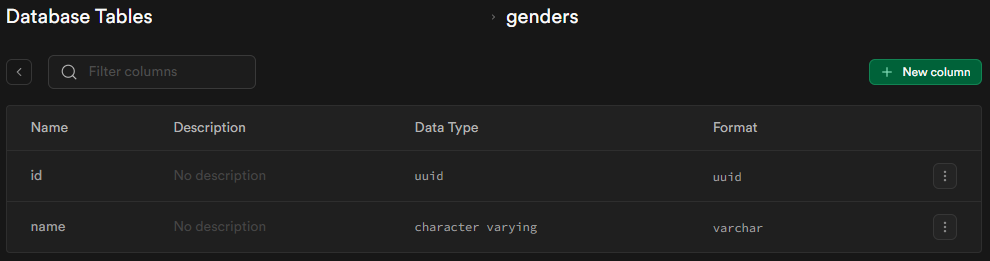 Database Tables › genders
Filter columns
New column
Name Description Data Type Format
id No description uuid uuid
name No description character varying varchar